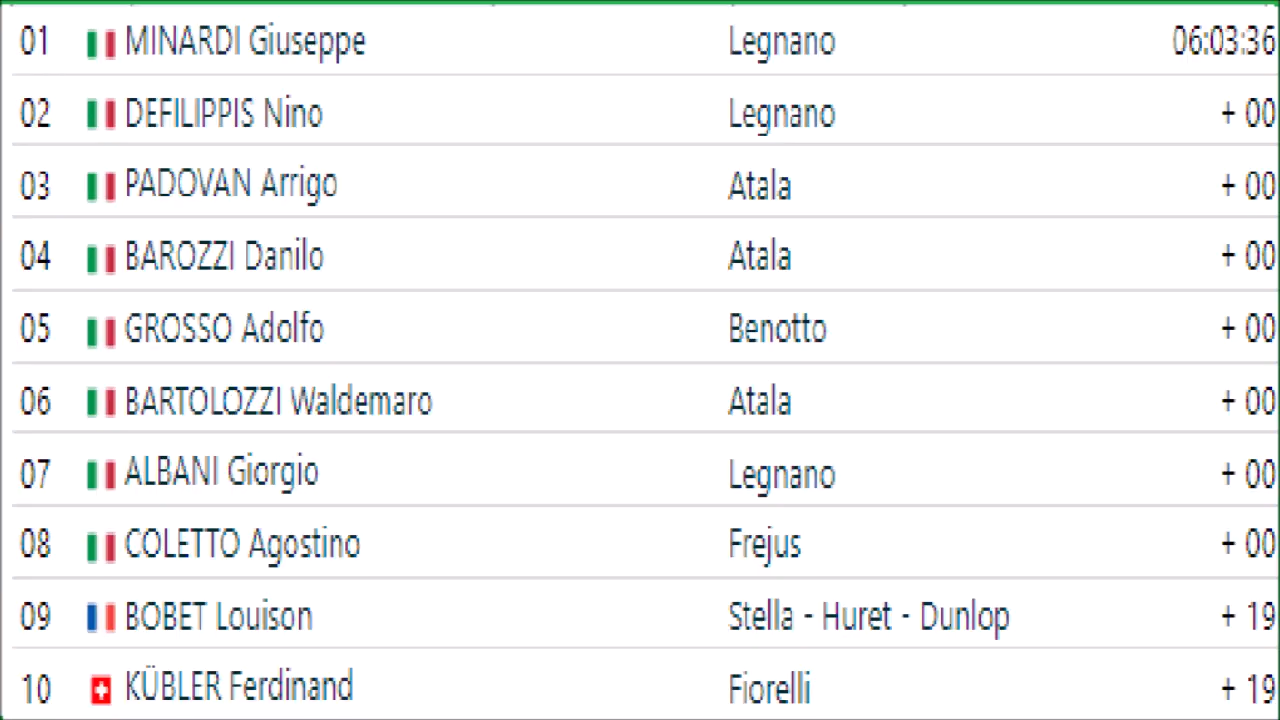 01 MINARDI Giuseppe Legnano 06:03:36
02 DEFILIPPIS Nino Legnano + 00
03 PADOVAN Arrigo Atala + 00
04 BAROZZI Danilo Atala + 00
05 GROSSO Adolfo Benotto + 00
06 BARTOLOZZI Waldemaro Atala + 00
07 ALBANI Giorgio Legnano + 00
08 COLETTO Agostino Frejus + 00
09 BOBET Louison Stella - Huret - Dunlop + 19
10 KÜBLER Ferdinand Fiorelli + 19